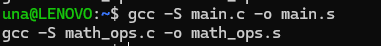 una@LENOVO:~$ gcc -S main.c -o main.s
gcc -S math_ops.c -o math_ops.s